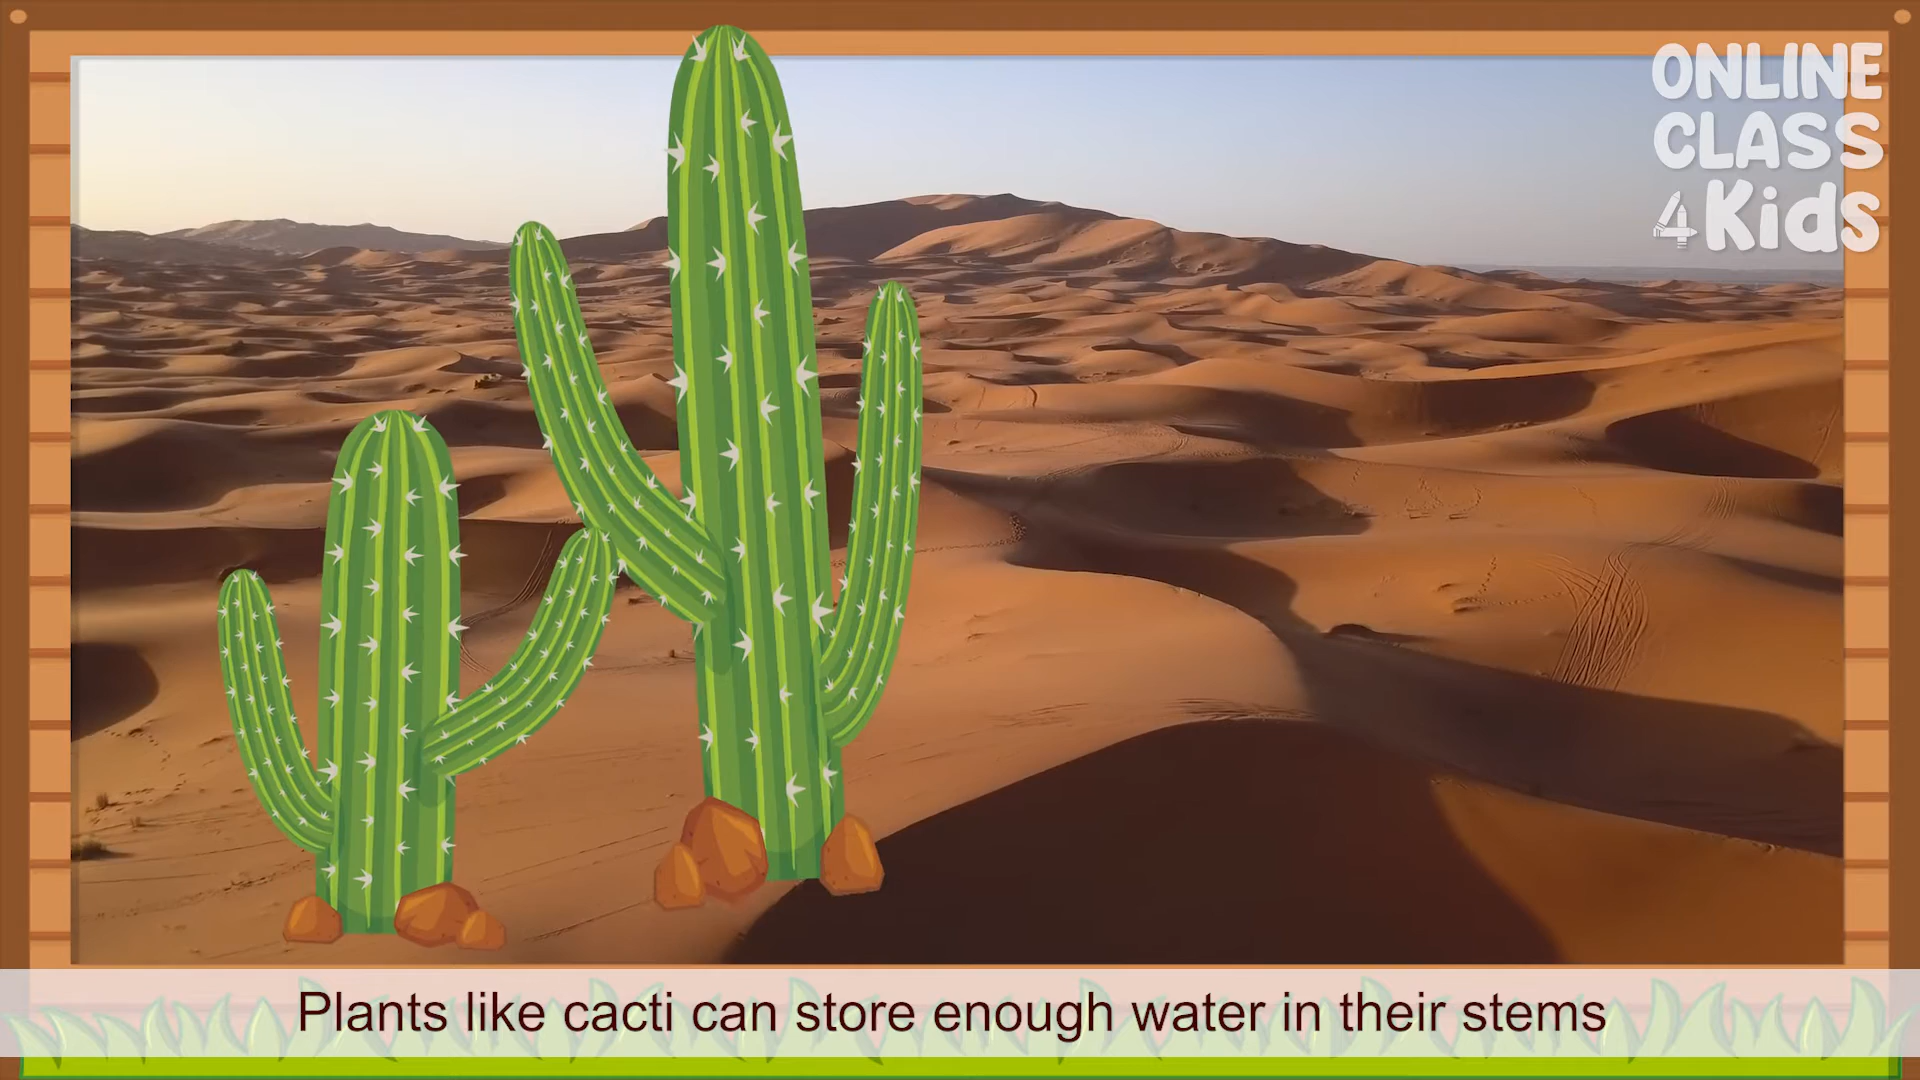 ONLINE
CLASS
4Kids
Plants like cacti can store enough water in their stems